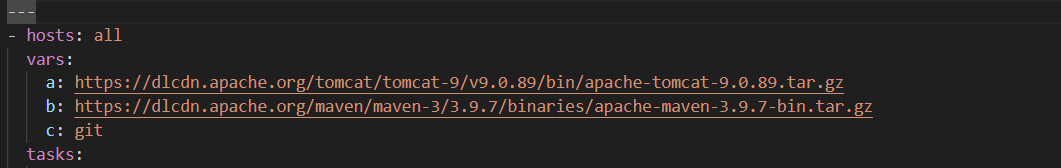 ---
- hosts: all
  vars:
    a: https://dlcdn.apache.org/tomcat/tomcat-9/v9.0.89/bin/apache-tomcat-9.0.89.tar.gz
    b: https://dlcdn.apache.org/maven/maven-3/3.9.7/binaries/apache-maven-3.9.7-bin.tar.gz
    c: git
  tasks: